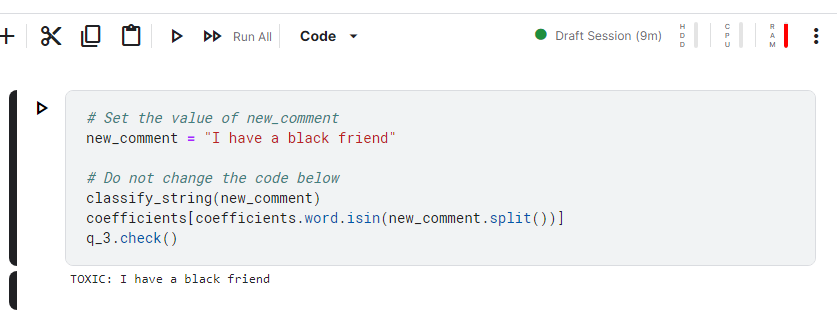 Run All
Code
Draft Session (9m)
HDD
CPU
RAM
# Set the value of new_comment
new_comment = "I have a black friend"
# Do not change the code below
classify_string(new_comment)
coefficients[coefficients.word.isin(new_comment.split())]
q_3.check()
TOXIC: I have a black friend